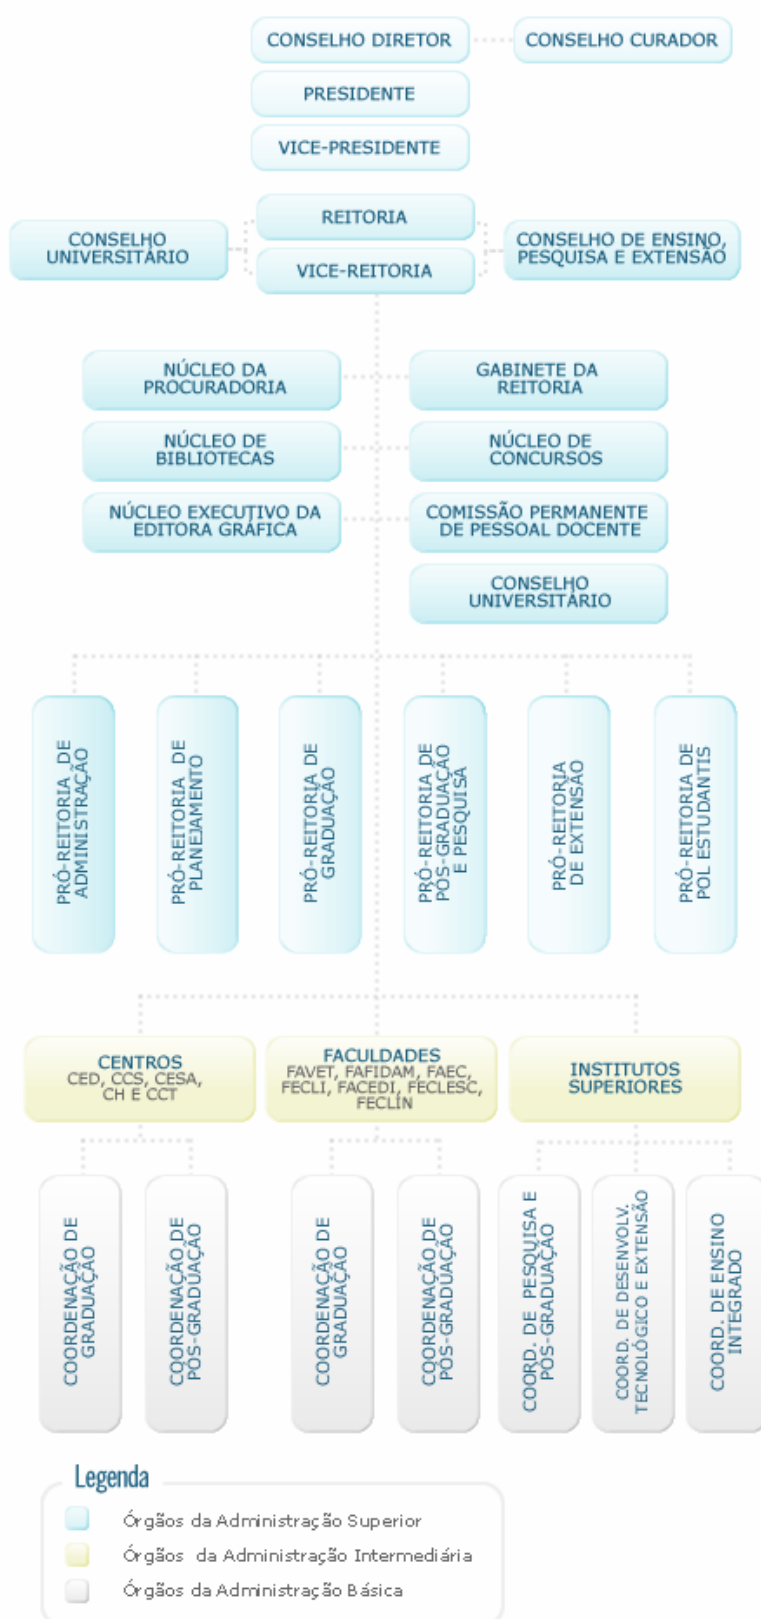 CONSELHO DIRETOR
CONSELHO CURADOR
PRESIDENTE
VICE-PRESIDENTE
REITORIA
CONSELHO
UNIVERSITÁRIO
CONSELHO DE ENSINO,
PESQUISA E EXTENSÃO
VICE-REITORIA
NÚCLEO DA
PROCURADORIA
GABINETE DA
REITORIA
NÚCLEO DE
BIBLIOTECAS
NÚCLEO DE
CONCURSOS
NÚCLEO EXECUTIVO DA
EDITORA GRÁFICA
COMISSÃO PERMANENTE
DE PESSOAL DOCENTE
CONSELHO
UNIVERSITÁRIO
PRÓ-REITORIA DE
ADMINISTRAÇÃO
PRÓ-REITORIA DE
PLANEJAMENTO
PRÓ-REITORIA DE
GRADUAÇÃO
PRÓ-REITORIA DE
PÓS-GRADUAÇÃO
E PESQUISA
PRÓ-REITORIA
DE EXTENSÃO
PRÓ-REITORIA DE
POL ESTUDANTIS
CENTROS
CED, CCS, CESA,
CH E CCT
FACULDADES
FAVET, FAFIDAM, FAEC,
FECLI, FACEDI, FECLESC,
FECLÍN
INSTITUTOS
SUPERIORES
COORDENAÇÃO DE
GRADUAÇÃO
COORDENAÇÃO DE
PÓS-GRADUAÇÃO
COORDENAÇÃO DE
GRADUAÇÃO
COORDENAÇÃO DE
PÓS-GRADUAÇÃO
COORD. DE PESQUISA E
PÓS-GRADUAÇÃO
COORD. DE DESENVOLV.
TECNOLÓGICO E EXTENSÃO
COORD. DE ENSINO
INTEGRADO
Legenda
Órgãos da Administração Superior
Órgãos da Administração Intermediária
Órgãos da Administração Básica